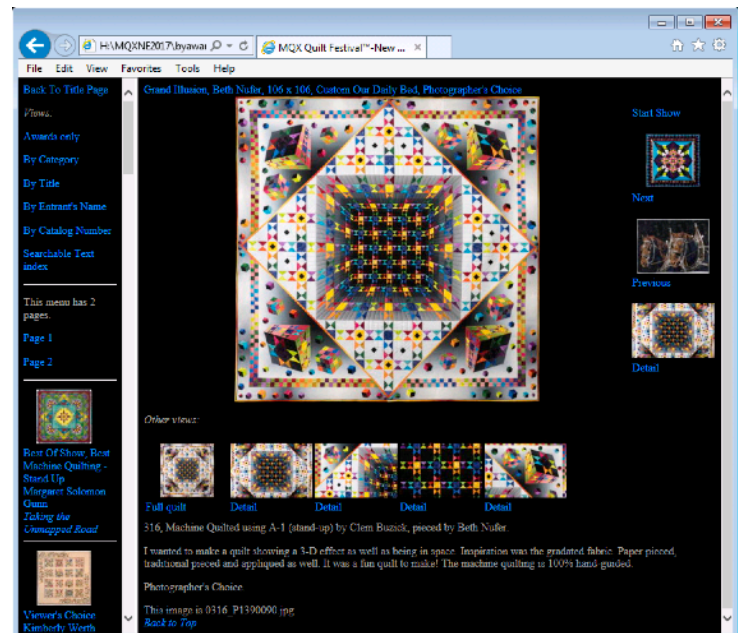 H:\MQXNE2017\byawar
MQX Quilt Festival™-New ...
File Edit View Favorites Tools Help
Back To Title Page
Views:
Awards only
By Category
By Title
By Entrant's Name
By Catalog Number
Searchable Text
index
This menu has 2
pages.
Page 1
Page 2
Best Of Show, Best
Machine Quilting -
Stand Up
Margaret Solomon
Gunn
Taking the
Unmapped Road
Viewer's Choice
Kimberly Werth
Grand Illusion, Beth Nufer, 106 x 106, Custom Our Daily Bed, Photographer's Choice
Start Show
Next
Previous
Detail
Other views:
Full quilt Detail Detail Detail Detail
316, Machine Quilted using A-1 (stand-up) by Clem Buzick, pieced by Beth Nufer.
I wanted to make a quilt showing a 3-D effect as well as being in space. Inspiration was the gradated fabric. Paper pieced,
traditional pieced and appliqued as well. It was a fun quilt to make! The machine quilting is 100% hand-guided.
Photographer's Choice.
This image is 0316_P1390090.jpg
Back to Top